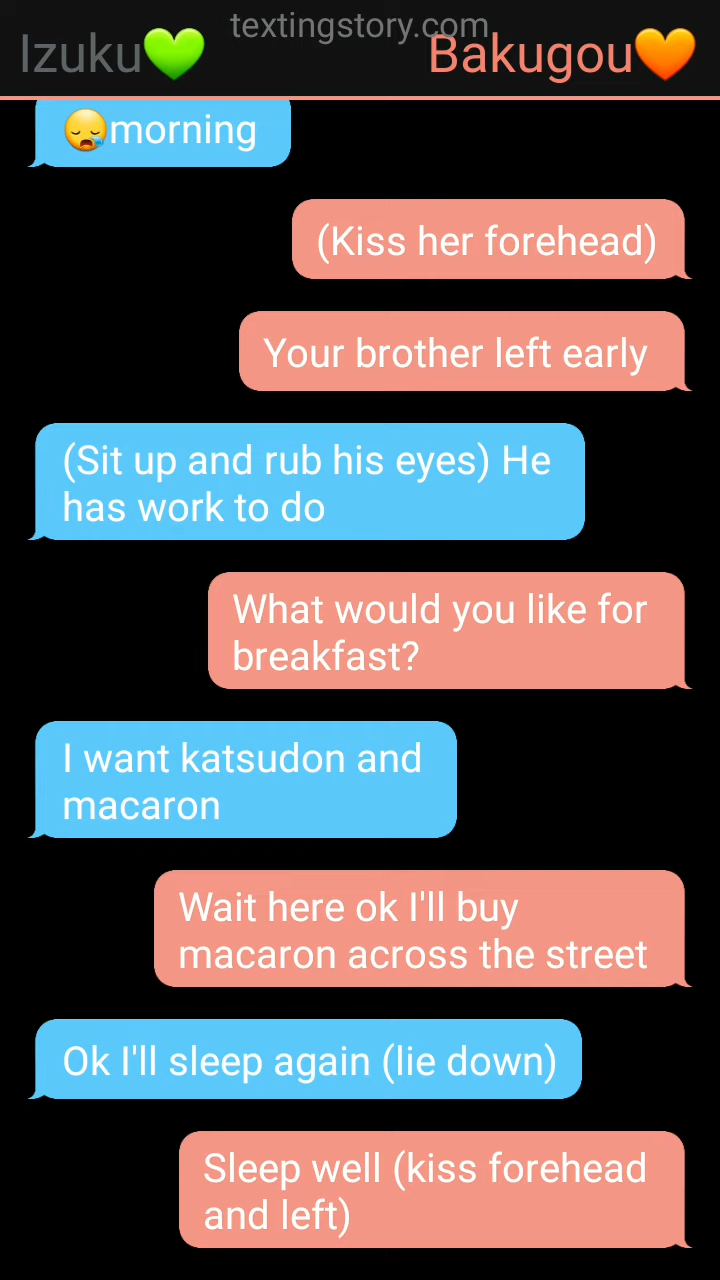 textingstory.com
Izuku💚
Bakugou🧡
😪morning
(Kiss her forehead)
Your brother left early
(Sit up and rub his eyes) He
has work to do
What would you like for
breakfast?
I want katsudon and
macaron
Wait here ok I'll buy
macaron across the street
Ok I'll sleep again (lie down)
Sleep well (kiss forehead
and left)